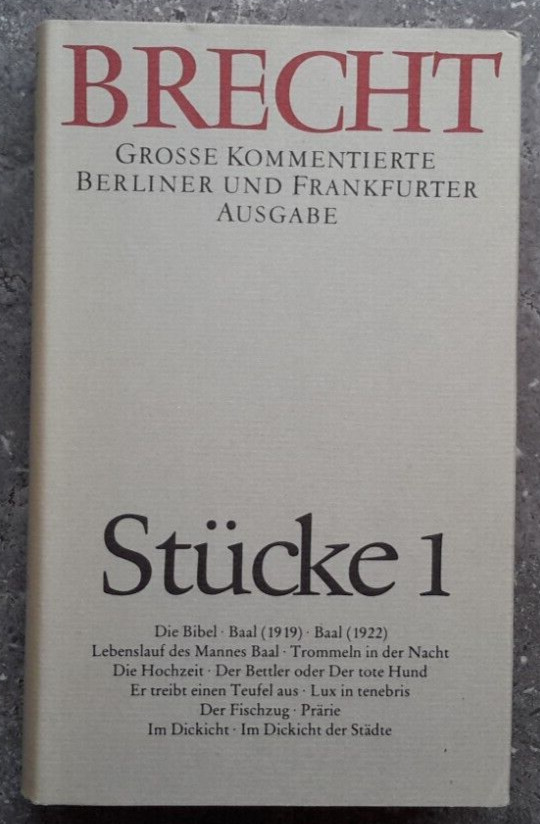 BRECHT
GROSSE KOMMENTIERTE
BERLINER UND FRANKFURTER
AUSGABE
Stücke 1
Die Bibel · Baal (1919) · Baal (1922)
Lebenslauf des Mannes Baal · Trommeln in der Nacht
Die Hochzeit · Der Bettler oder Der tote Hund
Er treibt einen Teufel aus · Lux in tenebris
Der Fischzug · Prärie
Im Dickicht · Im Dickicht der Städte